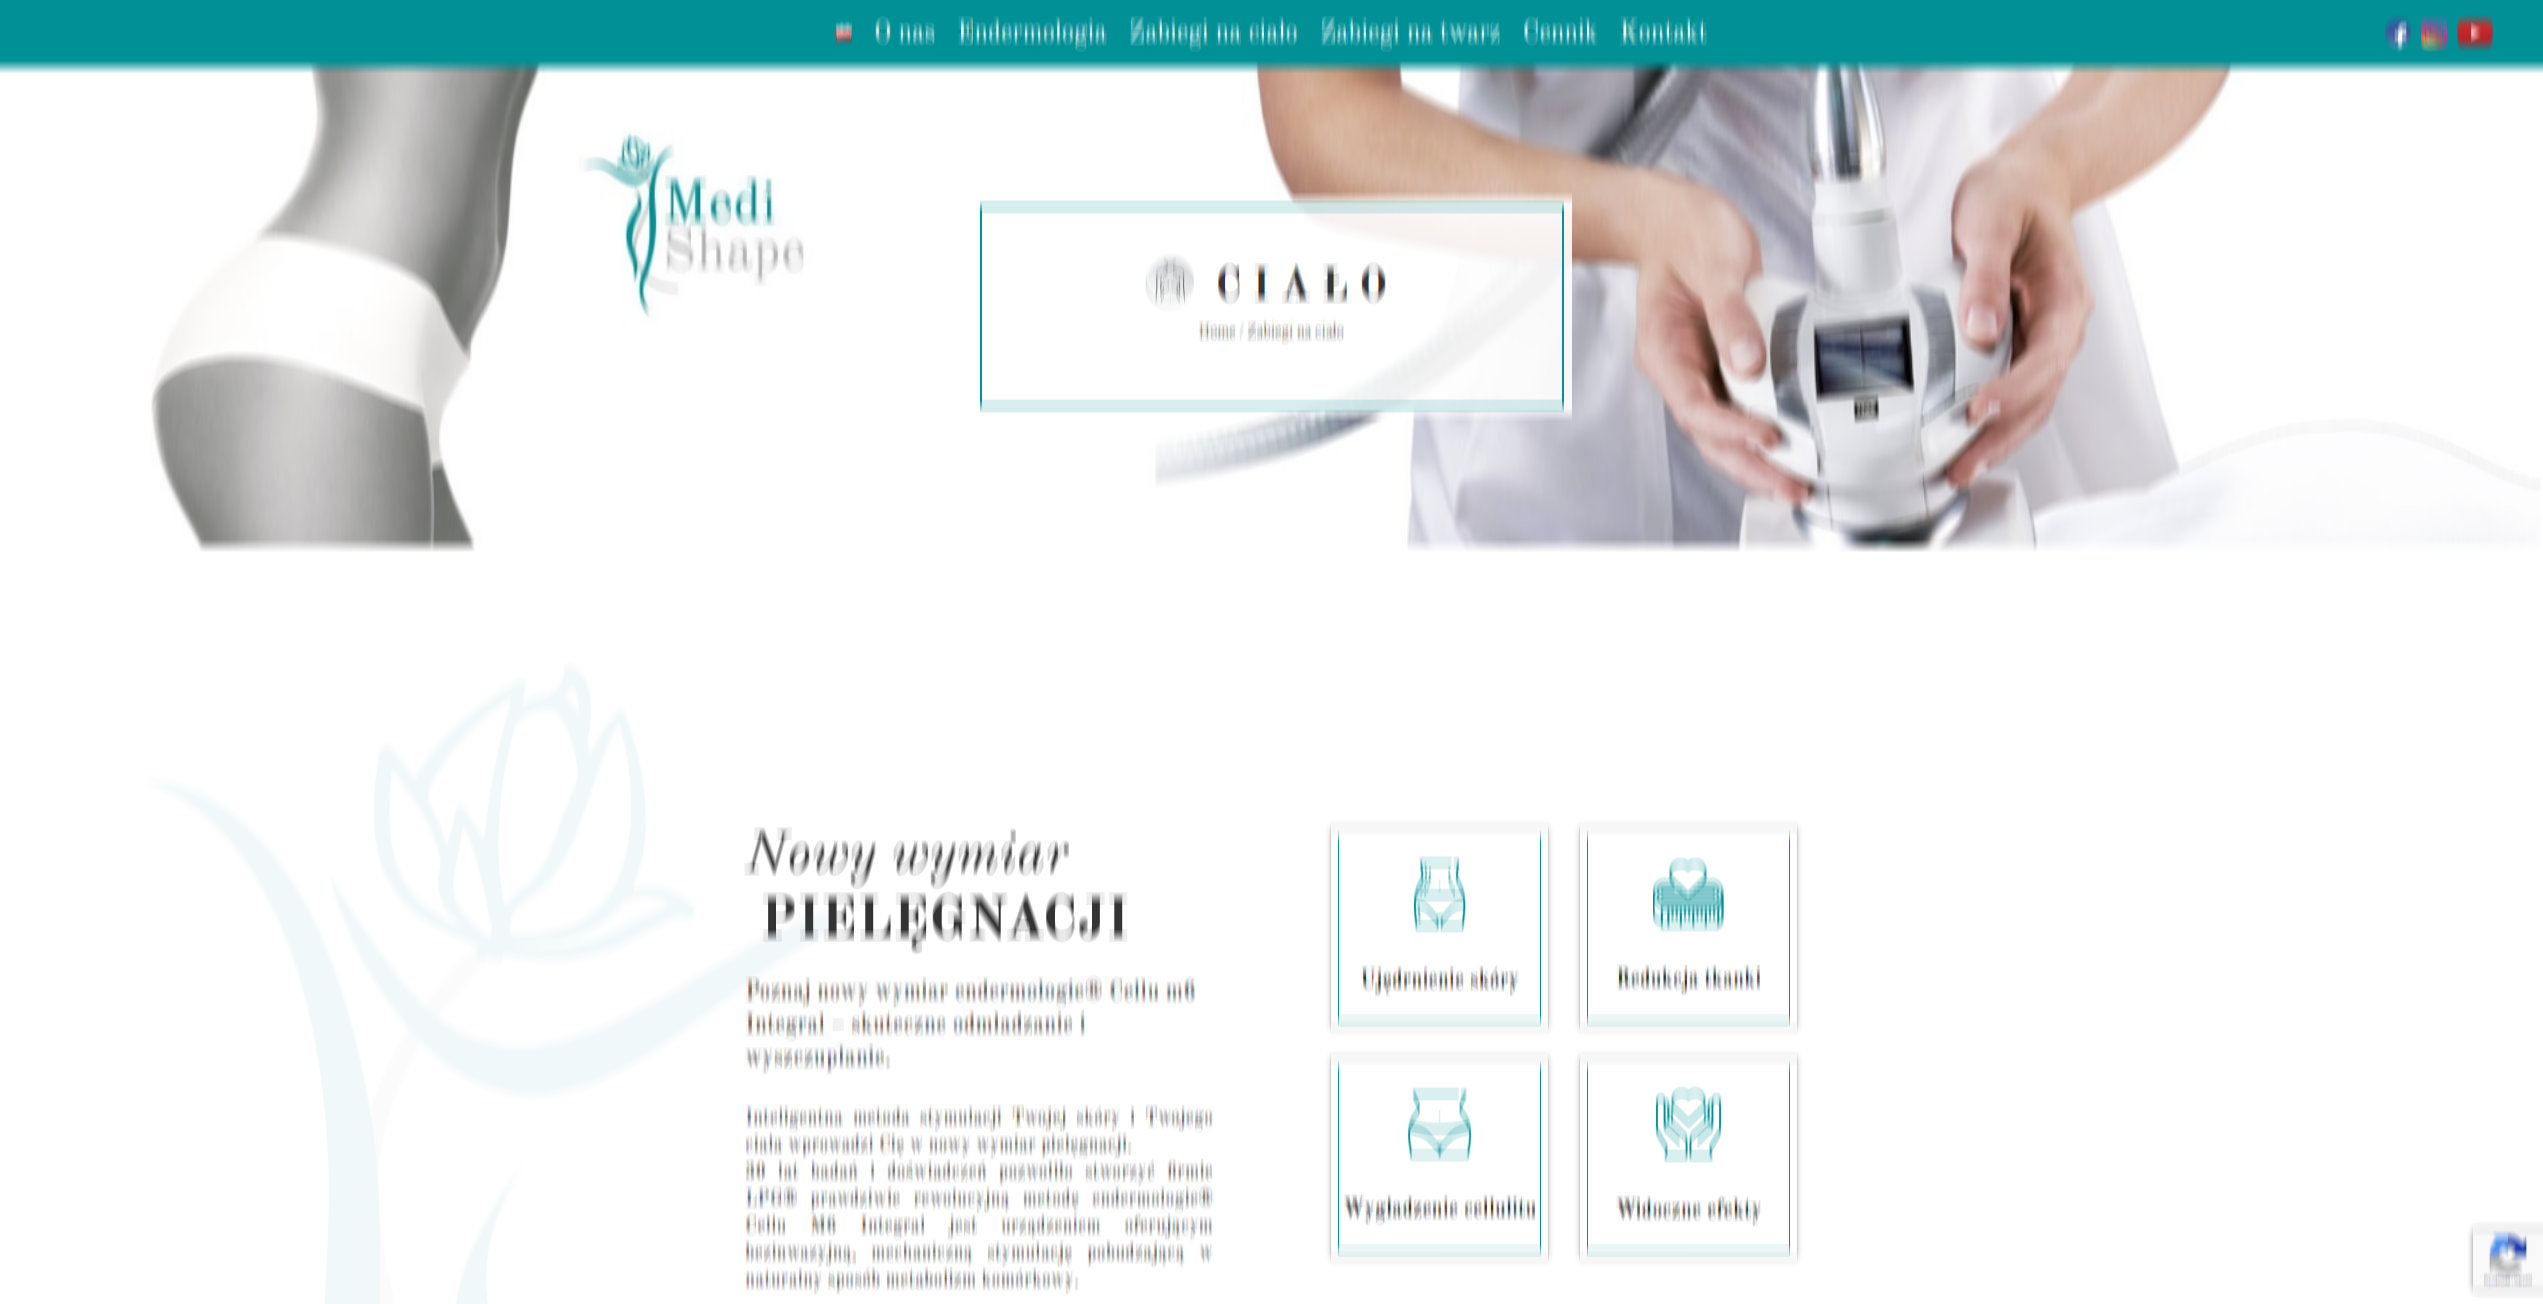 O nas Endermologia Zabiegi na ciało Zabiegi na twarz Cennik Kontakt
Medi
Shape
CIAŁO
Home / Zabiegi na ciało
Nowy wymiar
PIELĘGNACJI
Poznaj nowy wymiar endermologie® Cellu m6
Integral – skuteczne odmładzanie i
wyszczuplanie.
Inteligentna metoda stymulacji Twojej skóry i Twojego
ciała wprowadzi Cię w nowy wymiar pielęgnacji.
30 lat badań i doświadczeń pozwoliło stworzyć firmie
LPG® prawdziwie rewolucyjną metodę endermologie®
Cellu M6 Integral jest urządzeniem oferującym
bezinwazyjną, mechaniczną stymulację pobudzającą w
naturalny sposób metabolizm komórkowy.
Ujędrnienie skóry
Redukcja tkanki
Wygładzenie cellulitu
Widoczne efekty